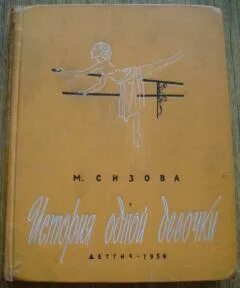 М. СИЗОВА
История одной девочки
ДЕТГИЗ - 1959